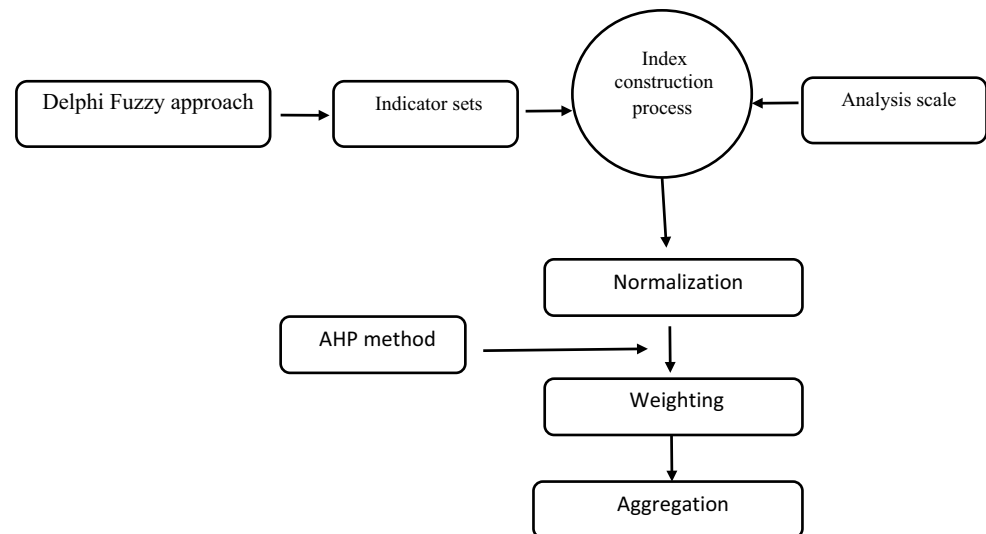 Delphi Fuzzy approach
Indicator sets
Index
construction
process
Analysis scale
Normalization
AHP method
Weighting
Aggregation